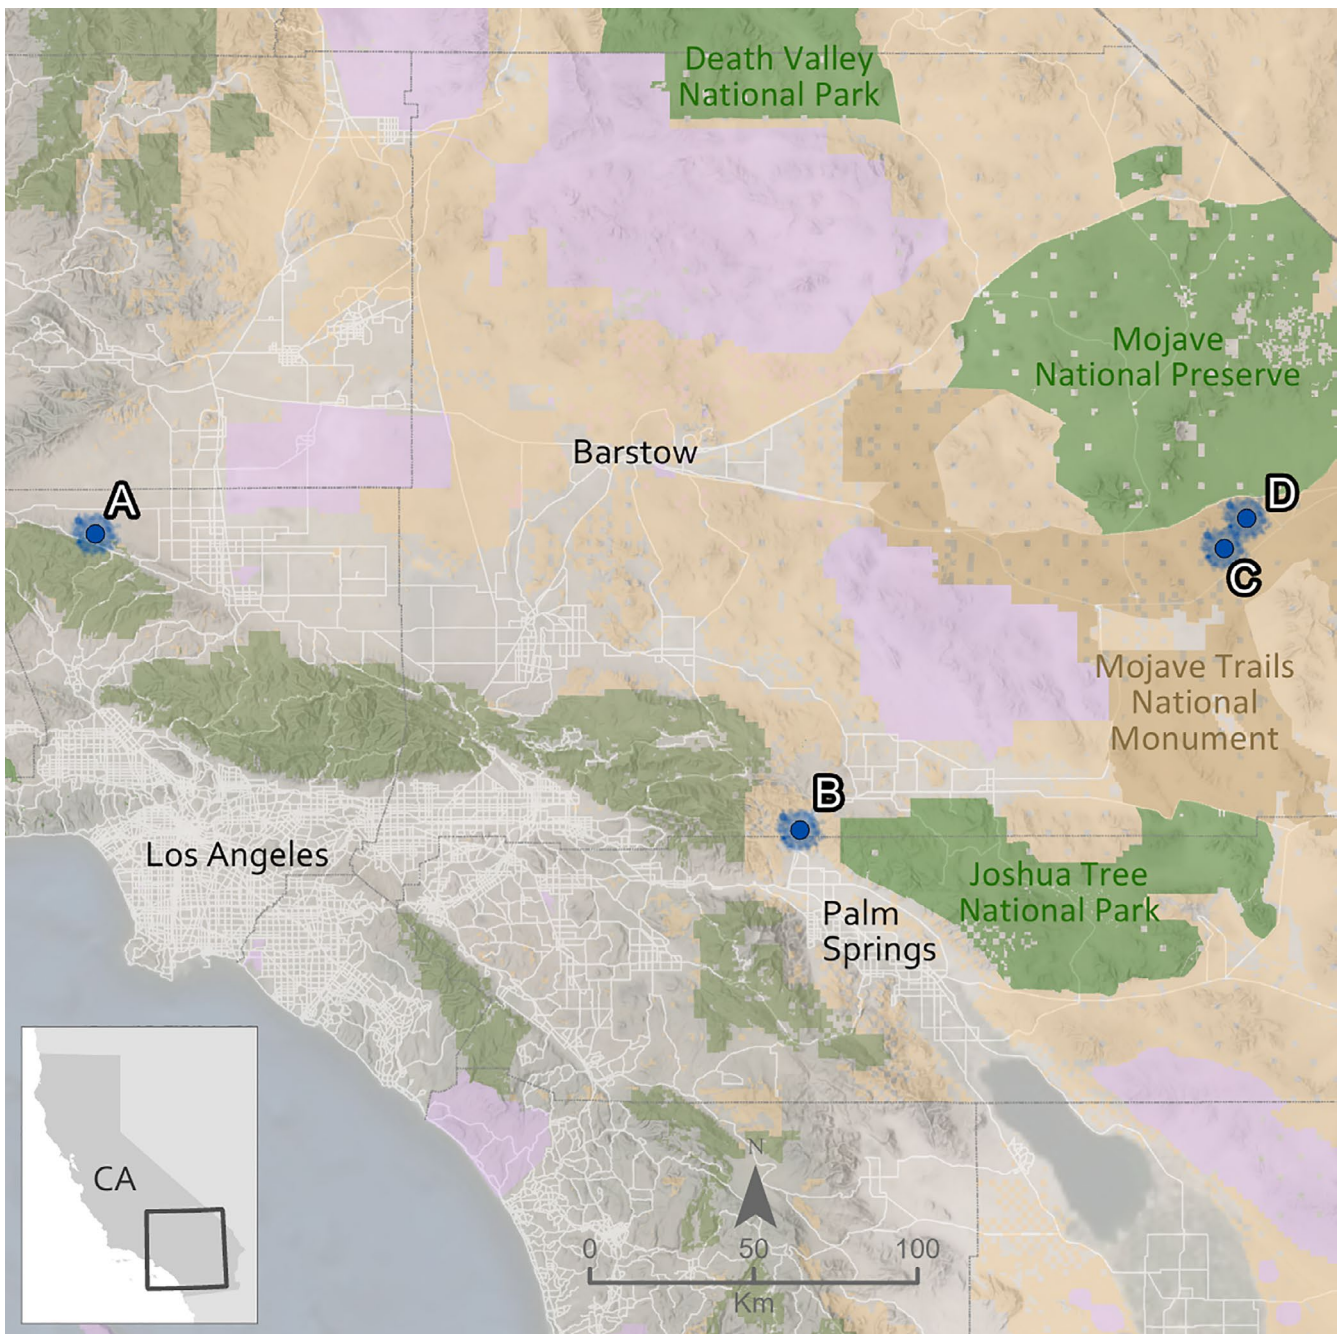 Death Valley
National Park
Mojave
National Preserve
Barstow
A
D
C
Mojave Trails
National
Monument
B
Los Angeles
Joshua Tree
National Park
Palm
Springs
CA
N
0 50 100
Km